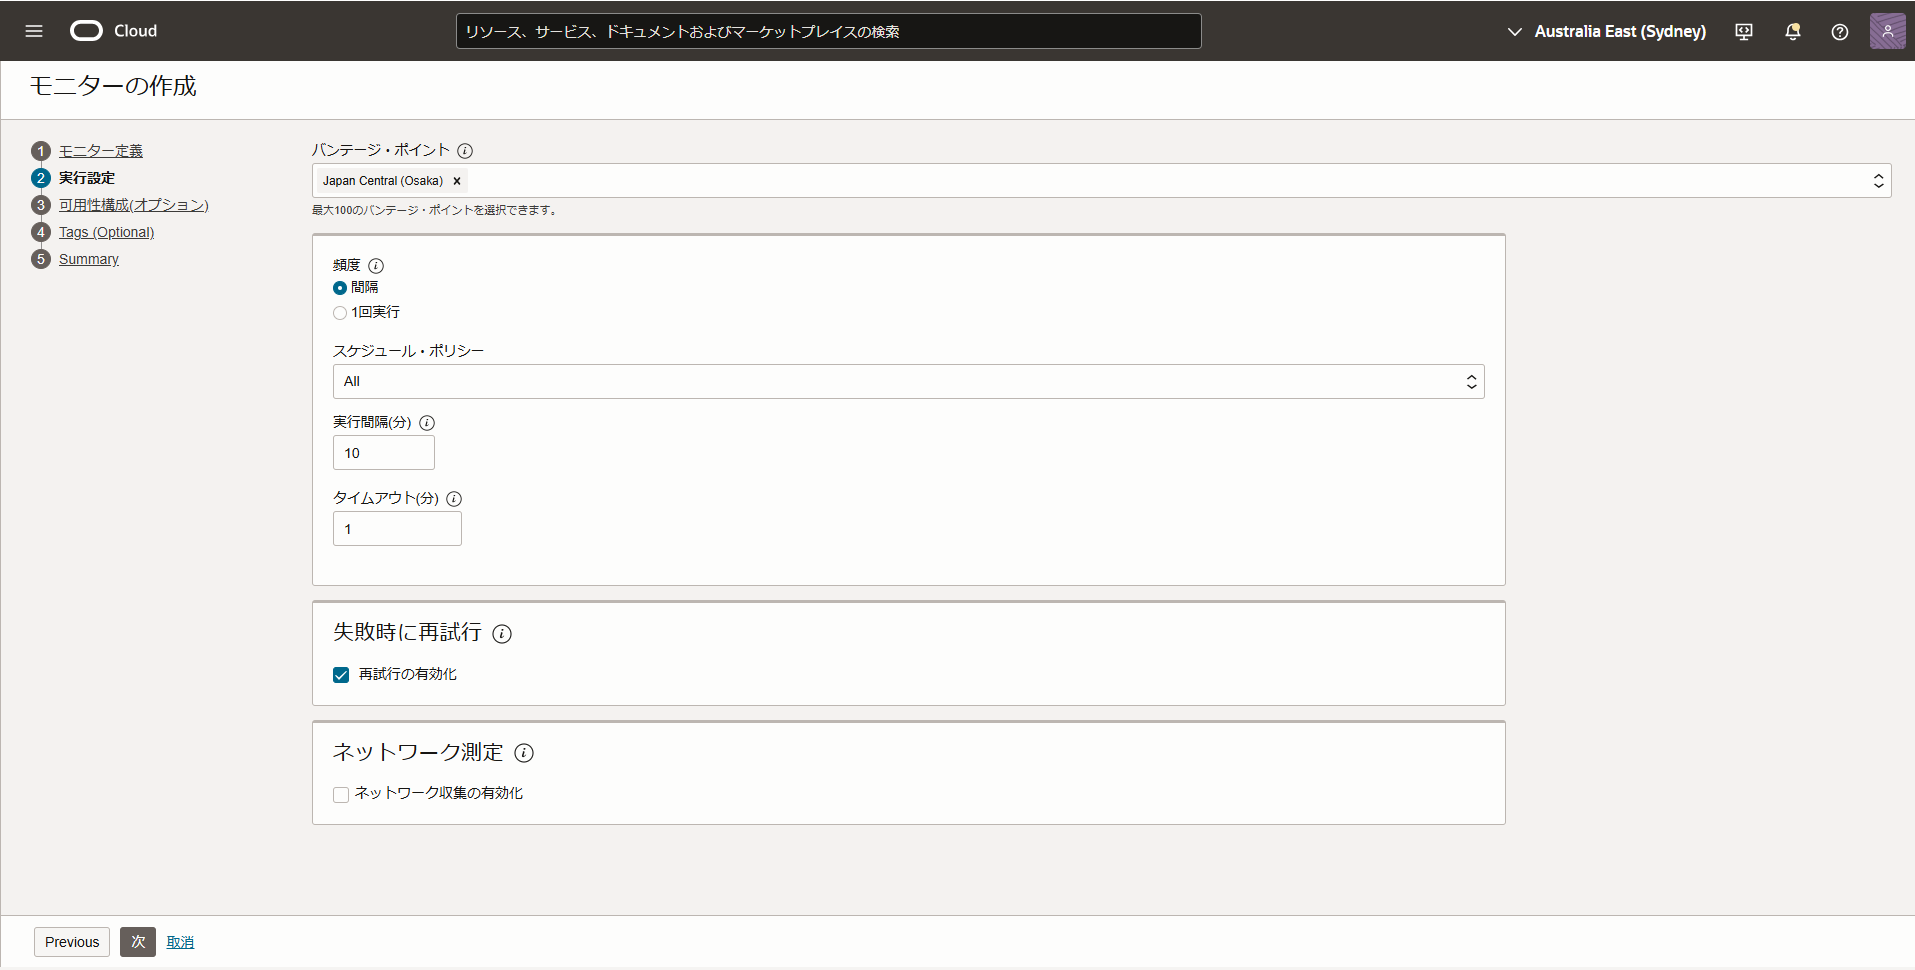 Cloud
リソース、サービス、ドキュメントおよびマーケットプレイスの検索
Australia East (Sydney)
モニターの作成
1 モニター定義
2 実行設定
3 可用性構成(オプション)
4 Tags (Optional)
5 Summary
バンテージ・ポイント
Japan Central (Osaka) ×
最大100のバンテージ・ポイントを選択できます。
頻度
間隔
1回実行
スケジュール・ポリシー
All
実行間隔(分)
10
タイムアウト(分)
1
失敗時に再試行
再試行の有効化
ネットワーク測定
ネットワーク収集の有効化
Previous 次 取消